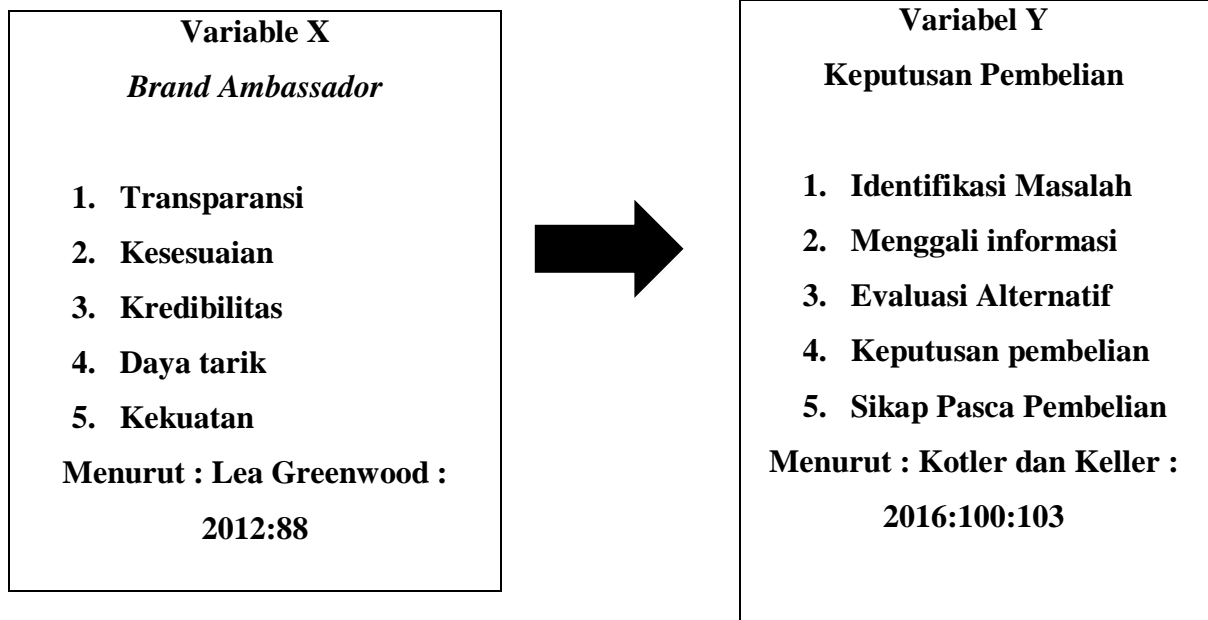 Variable X
Brand Ambassador
1. Transparansi
2. Kesesuaian
3. Kredibilitas
4. Daya tarik
5. Kekuatan
Menurut : Lea Greenwood :
2012:88
Variabel Y
Keputusan Pembelian
1. Identifikasi Masalah
2. Menggali informasi
3. Evaluasi Alternatif
4. Keputusan pembelian
5. Sikap Pasca Pembelian
Menurut : Kotler dan Keller :
2016:100:103